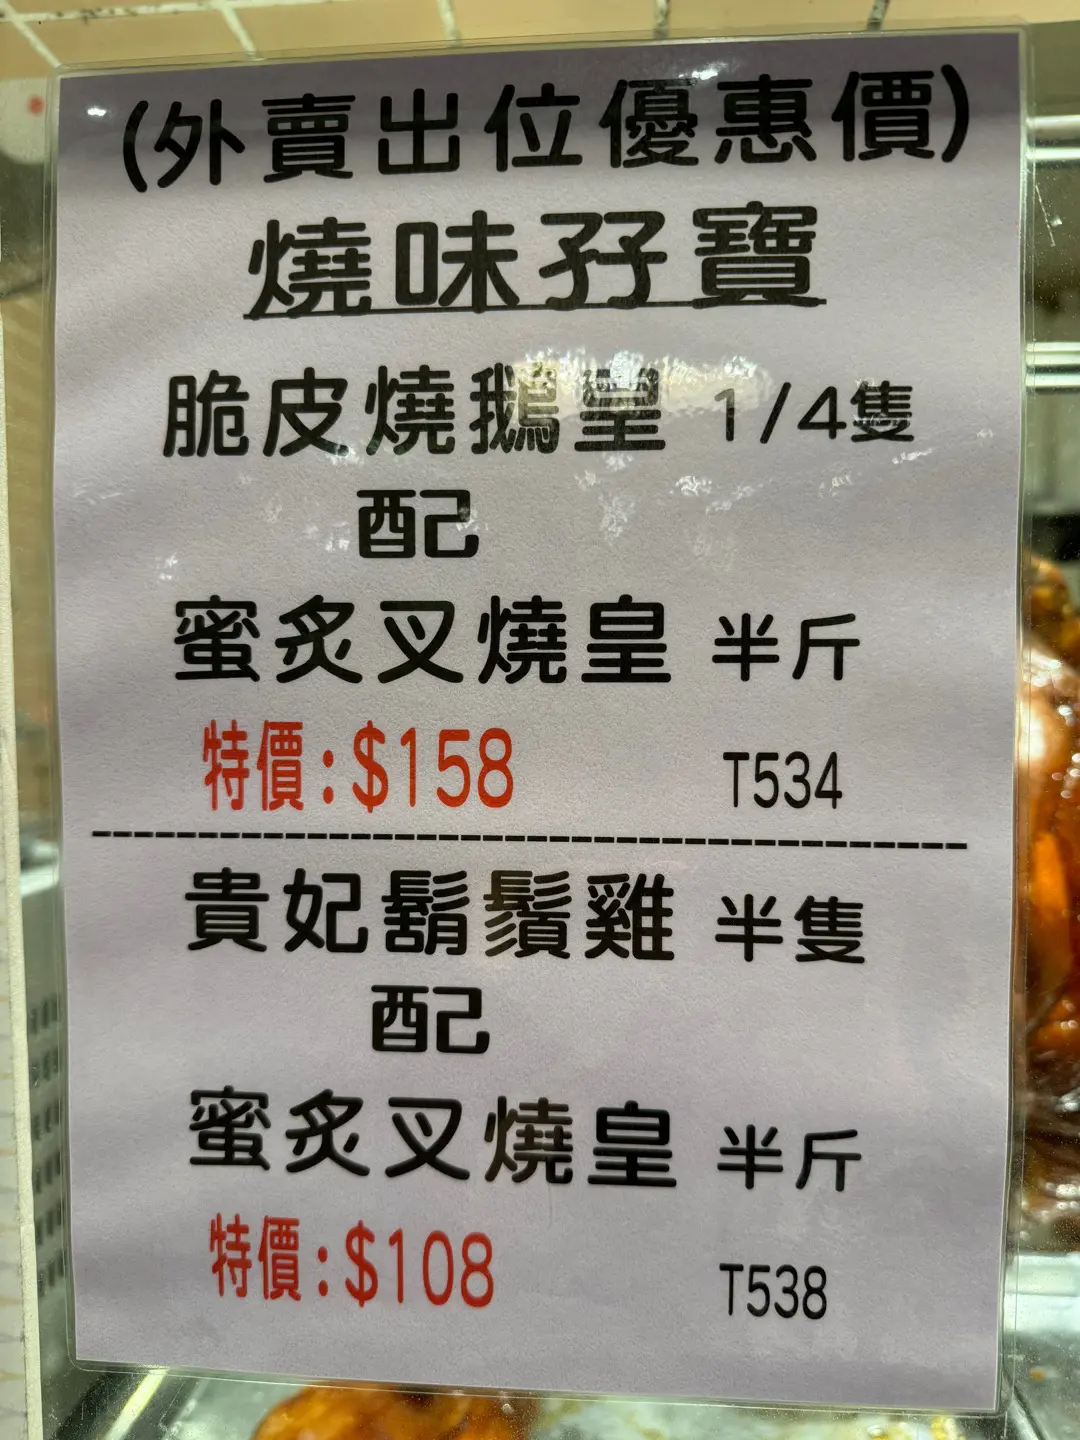 (外賣出位優惠價)
燒味孖寶
脆皮燒鵝皇 1/4隻
配
蜜炙叉燒皇 半斤
特價:$158 T534
貴妃鬍鬚雞 半隻
配
蜜炙叉燒皇 半斤
特價:$108 T538